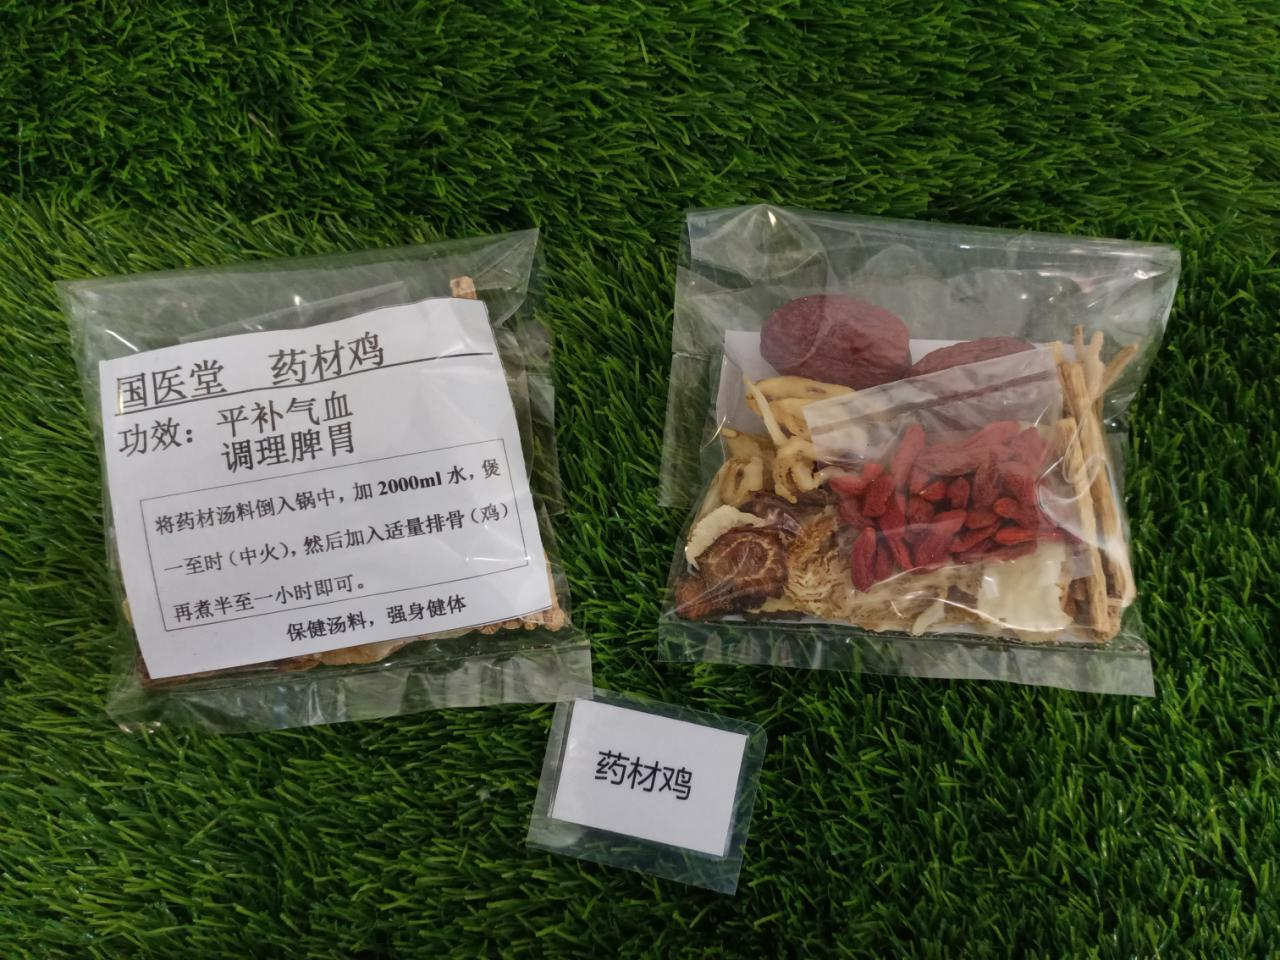 国医堂 药材鸡
功效：平补气血
调理脾胃
将药材汤料倒入锅中，加2000ml水，煲
一至时（中火），然后加入适量排骨（鸡）
再煮半至一小时即可。
保健汤料，强身健体
药材鸡